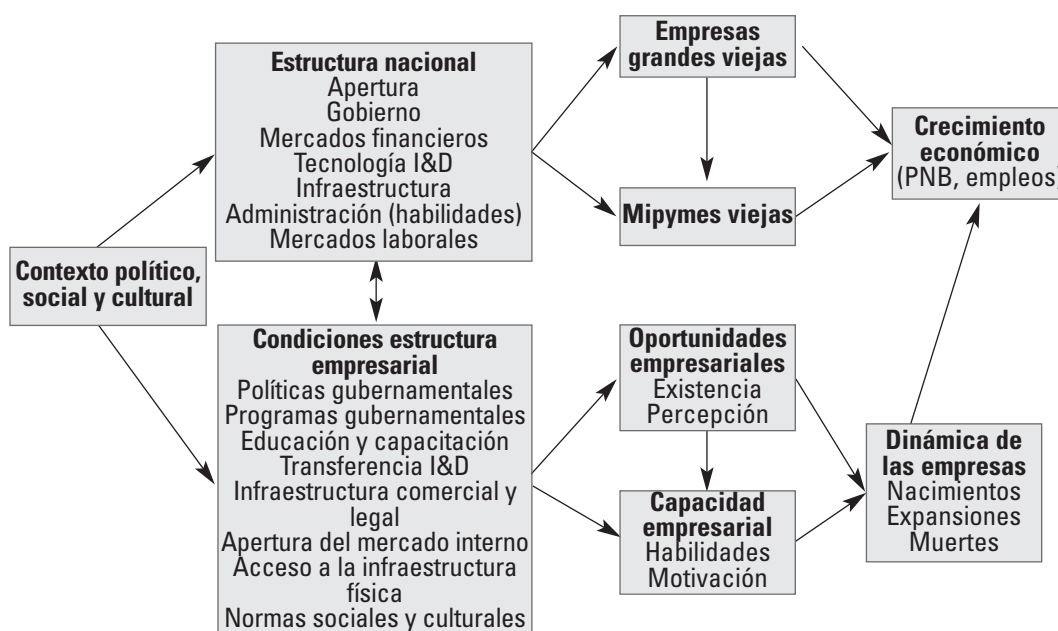 Contexto político,
social y cultural
Estructura nacional
Apertura
Gobierno
Mercados financieros
Tecnología I&D
Infraestructura
Administración (habilidades)
Mercados laborales
Empresas
grandes viejas
Mipymes viejas
Crecimiento
económico
(PNB, empleos)
Condiciones estructura
empresarial
Políticas gubernamentales
Programas gubernamentales
Educación y capacitación
Transferencia I&D
Infraestructura comercial y
legal
Apertura del mercado interno
Acceso a la infraestructura
física
Normas sociales y culturales
Oportunidades
empresariales
Existencia
Percepción
Capacidad
empresarial
Habilidades
Motivación
Dinámica de
las empresas
Nacimientos
Expansiones
Muertes